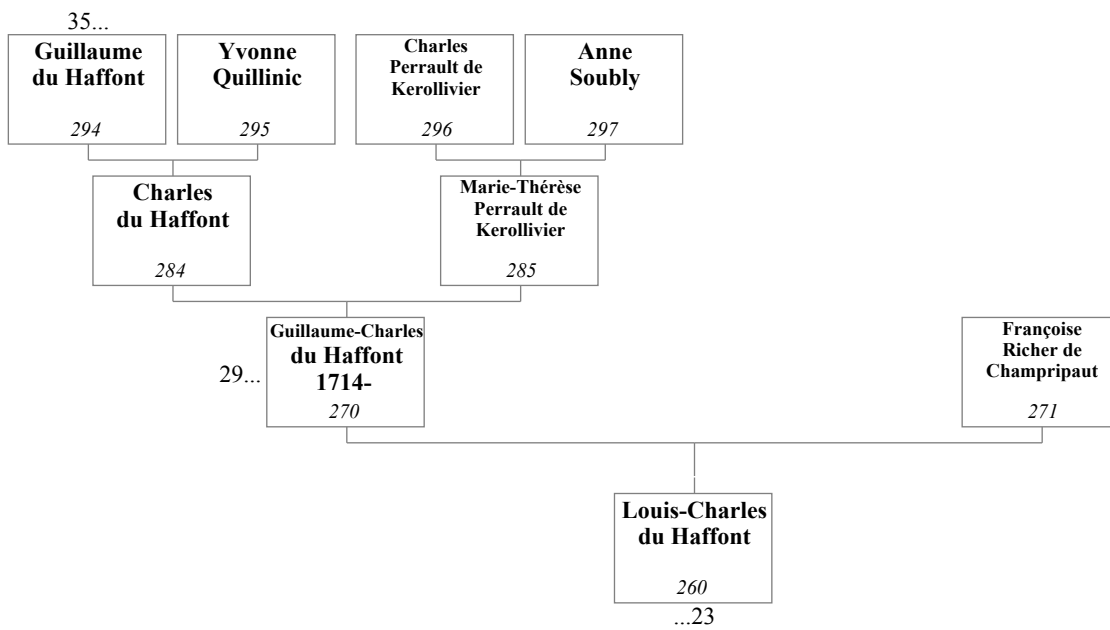 35...
Guillaume
du Haffont
294
Yvonne
Quillinic
295
Charles
Perrault de
Kerollivier
296
Anne
Soubly
297
Charles
du Haffont
284
Marie-Thérèse
Perrault de
Kerollivier
285
29...
Guillaume-Charles
du Haffont
1714-
270
Françoise
Richer de
Champripaut
271
Louis-Charles
du Haffont
260
...23